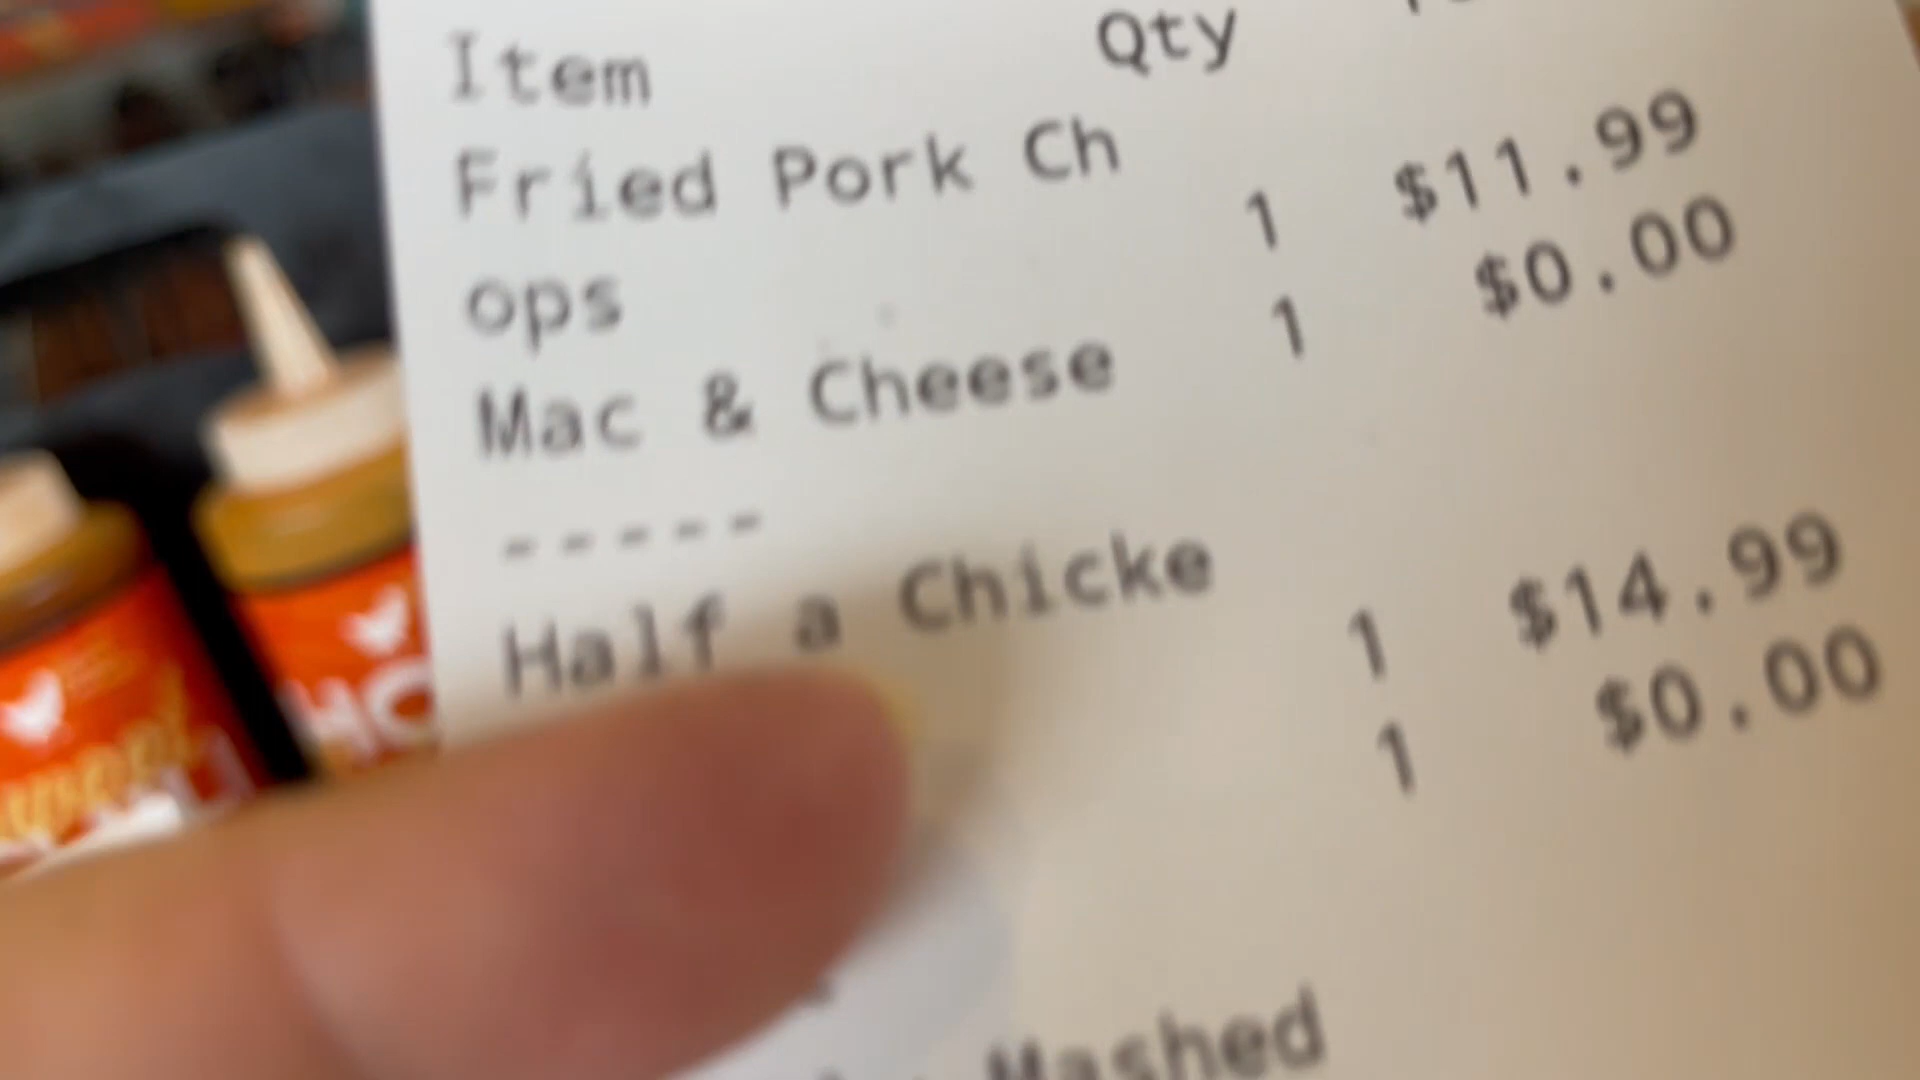 Item Qty
Fried Pork Ch
ops 1 $11.99
Mac & Cheese 1 $0.00
-----
Half a Chicke
1 $14.99
1 $0.00
Mashed
HO